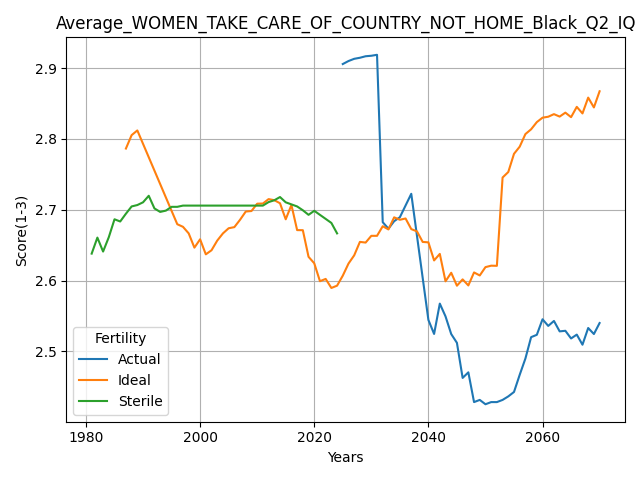 Average_WOMEN_TAKE_CARE_OF_COUNTRY_NOT_HOME_Black_Q2_IQ
2.9
2.8
2.7
2.6
2.5
Score(1-3)
Fertility
Actual
Ideal
Sterile
1980 2000 2020 2040 2060
Years